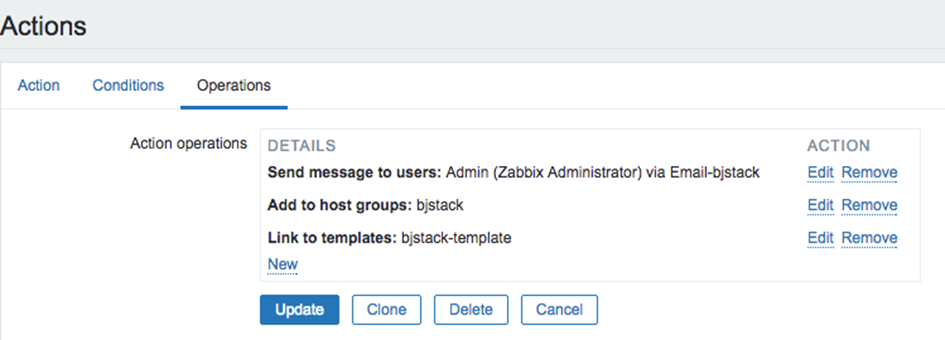 Actions
Action Conditions Operations
Action operations DETAILS ACTION
Send message to users: Admin (Zabbix Administrator) via Email-bjstack Edit Remove
Add to host groups: bjstack Edit Remove
Link to templates: bjstack-template Edit Remove
New
Update Clone Delete Cancel